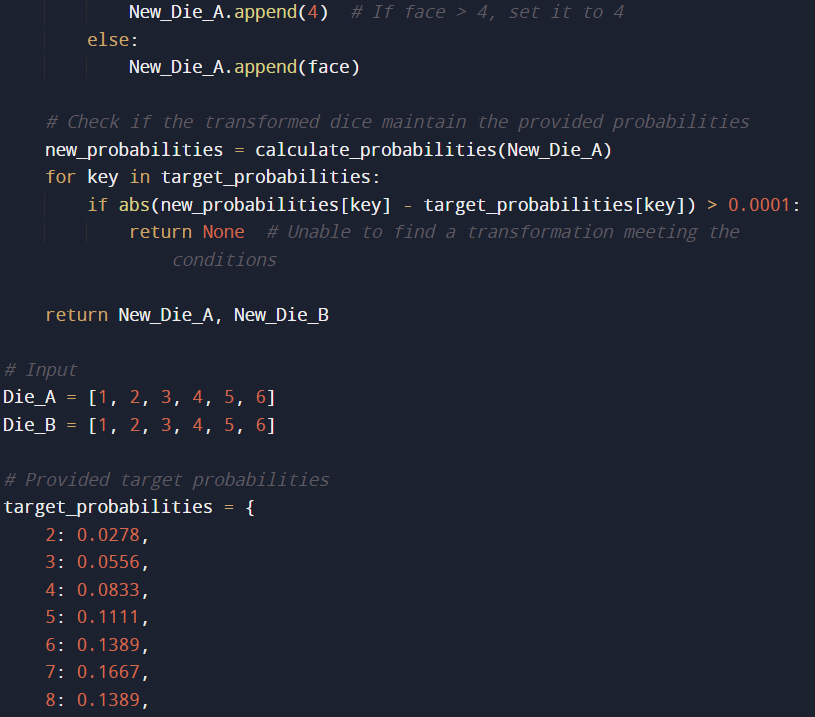 New_Die_A.append(4)  # If face > 4, set it to 4
        else:
            New_Die_A.append(face)

    # Check if the transformed dice maintain the provided probabilities
    new_probabilities = calculate_probabilities(New_Die_A)
    for key in target_probabilities:
        if abs(new_probabilities[key] - target_probabilities[key]) > 0.0001:
            return None  # Unable to find a transformation meeting the
                conditions

    return New_Die_A, New_Die_B

# Input
Die_A = [1, 2, 3, 4, 5, 6]
Die_B = [1, 2, 3, 4, 5, 6]

# Provided target probabilities
target_probabilities = {
    2: 0.0278,
    3: 0.0556,
    4: 0.0833,
    5: 0.1111,
    6: 0.1389,
    7: 0.1667,
    8: 0.1389,